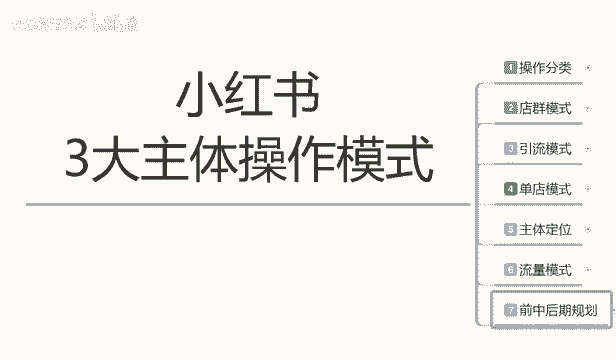 小红书
3大主体操作模式
1 操作分类
2 店群模式
3 引流模式
4 单店模式
5 主体定位
6 流量模式
7 前中后期规划